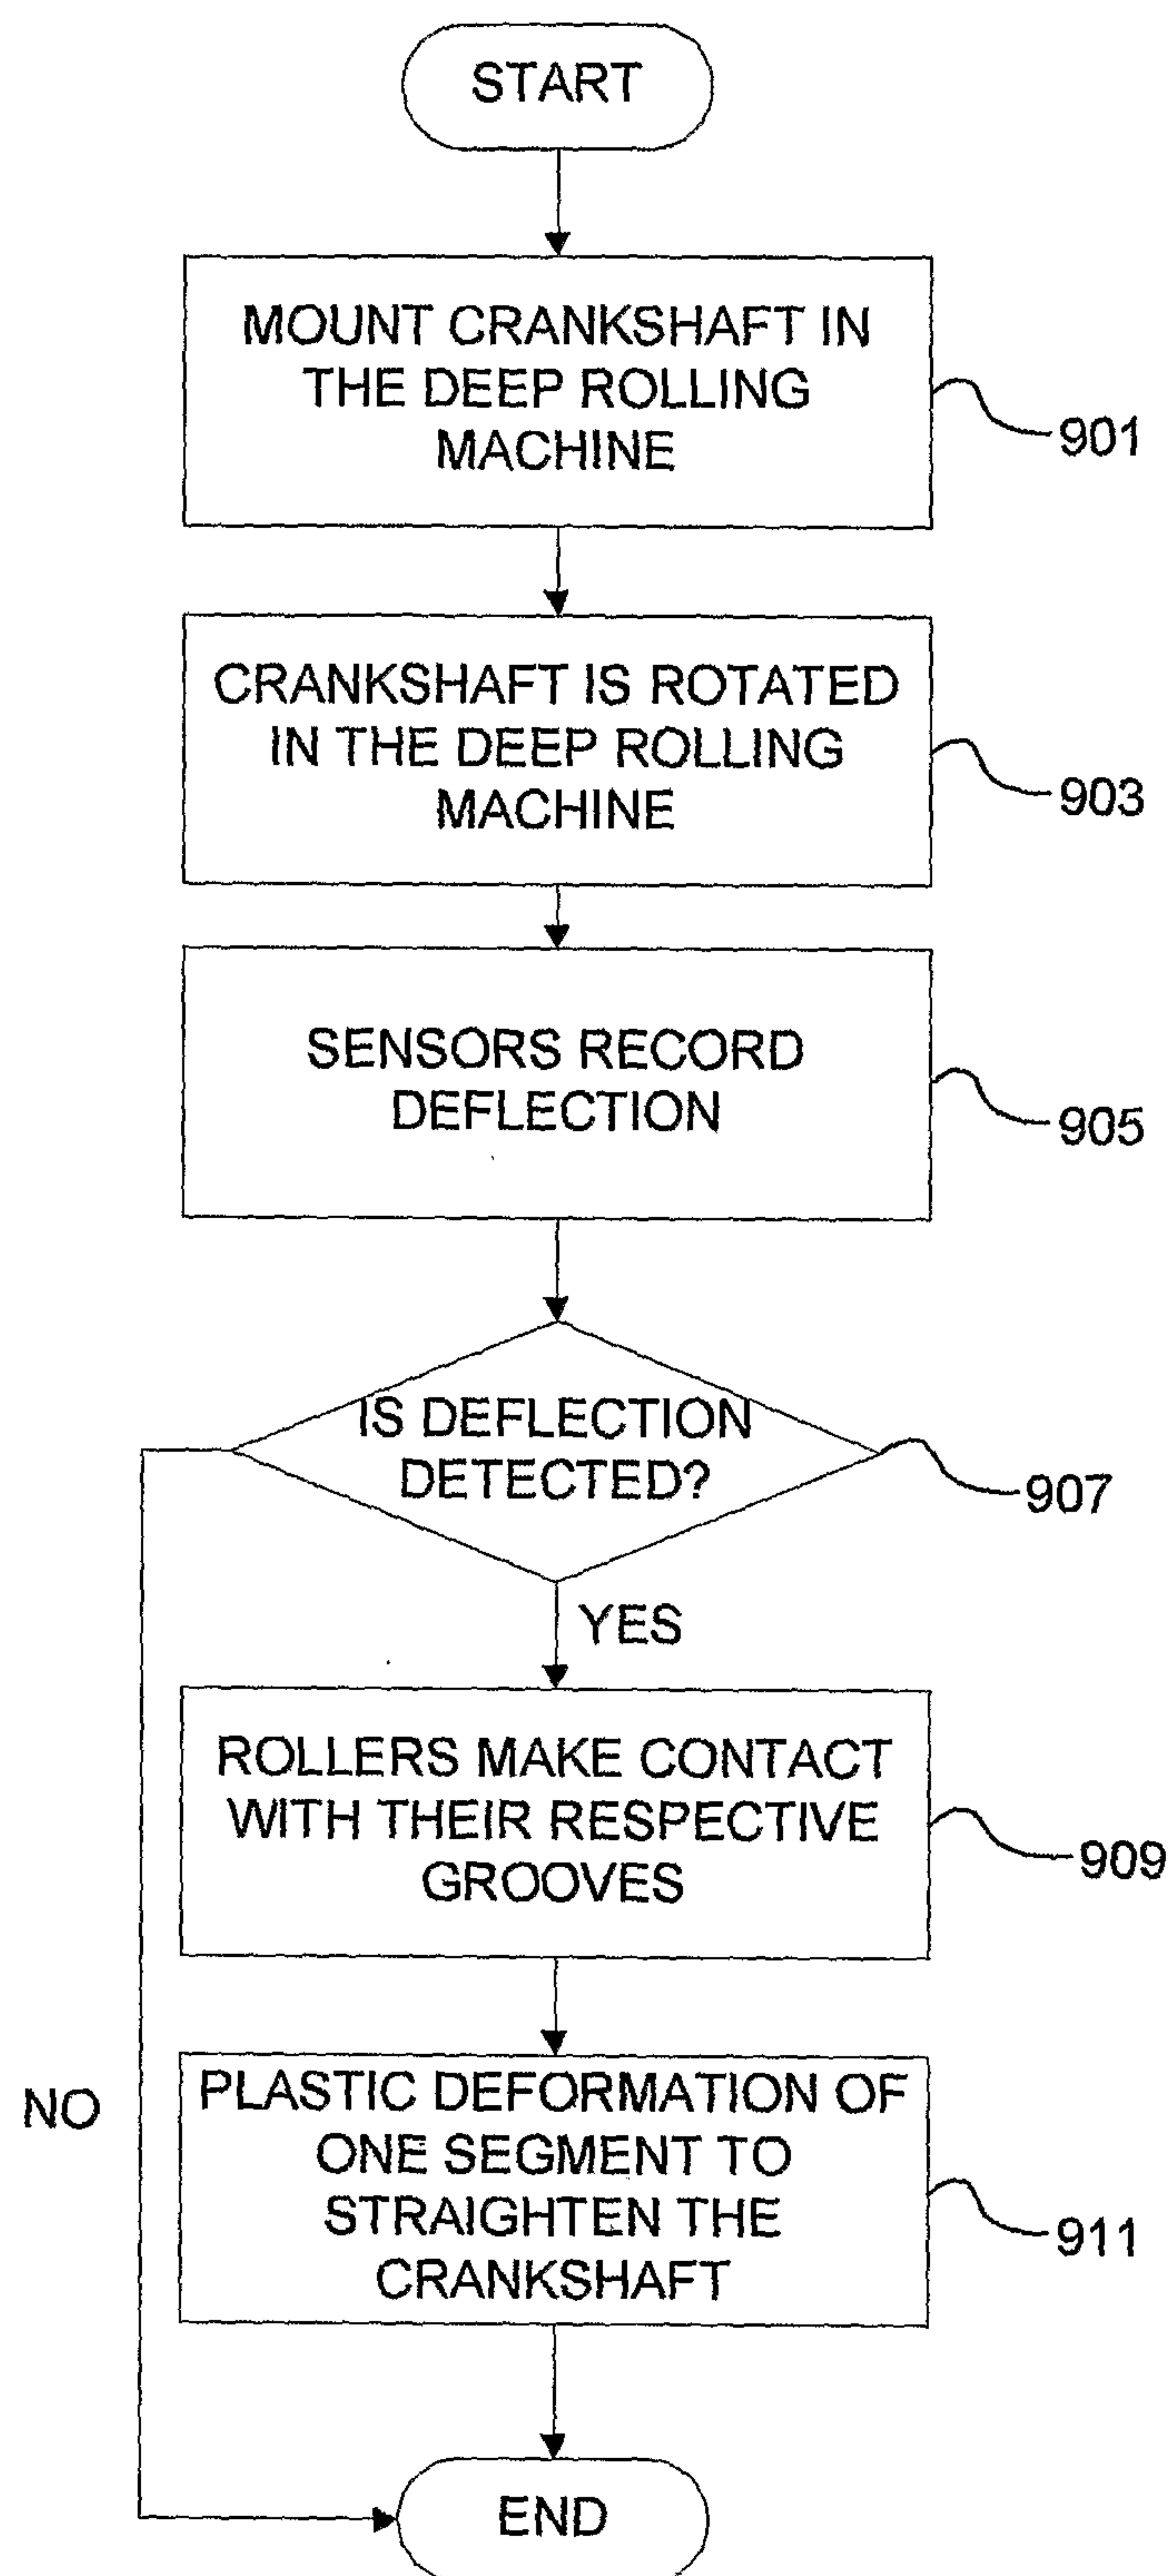 START
MOUNT CRANKSHAFT IN
THE DEEP ROLLING
MACHINE
901
CRANKSHAFT IS ROTATED
IN THE DEEP ROLLING
MACHINE
903
SENSORS RECORD
DEFLECTION
905
IS DEFLECTION
DETECTED?
907
YES
ROLLERS MAKE CONTACT
WITH THEIR RESPECTIVE
GROOVES
909
NO
PLASTIC DEFORMATION OF
ONE SEGMENT TO
STRAIGHTEN THE
CRANKSHAFT
911
END